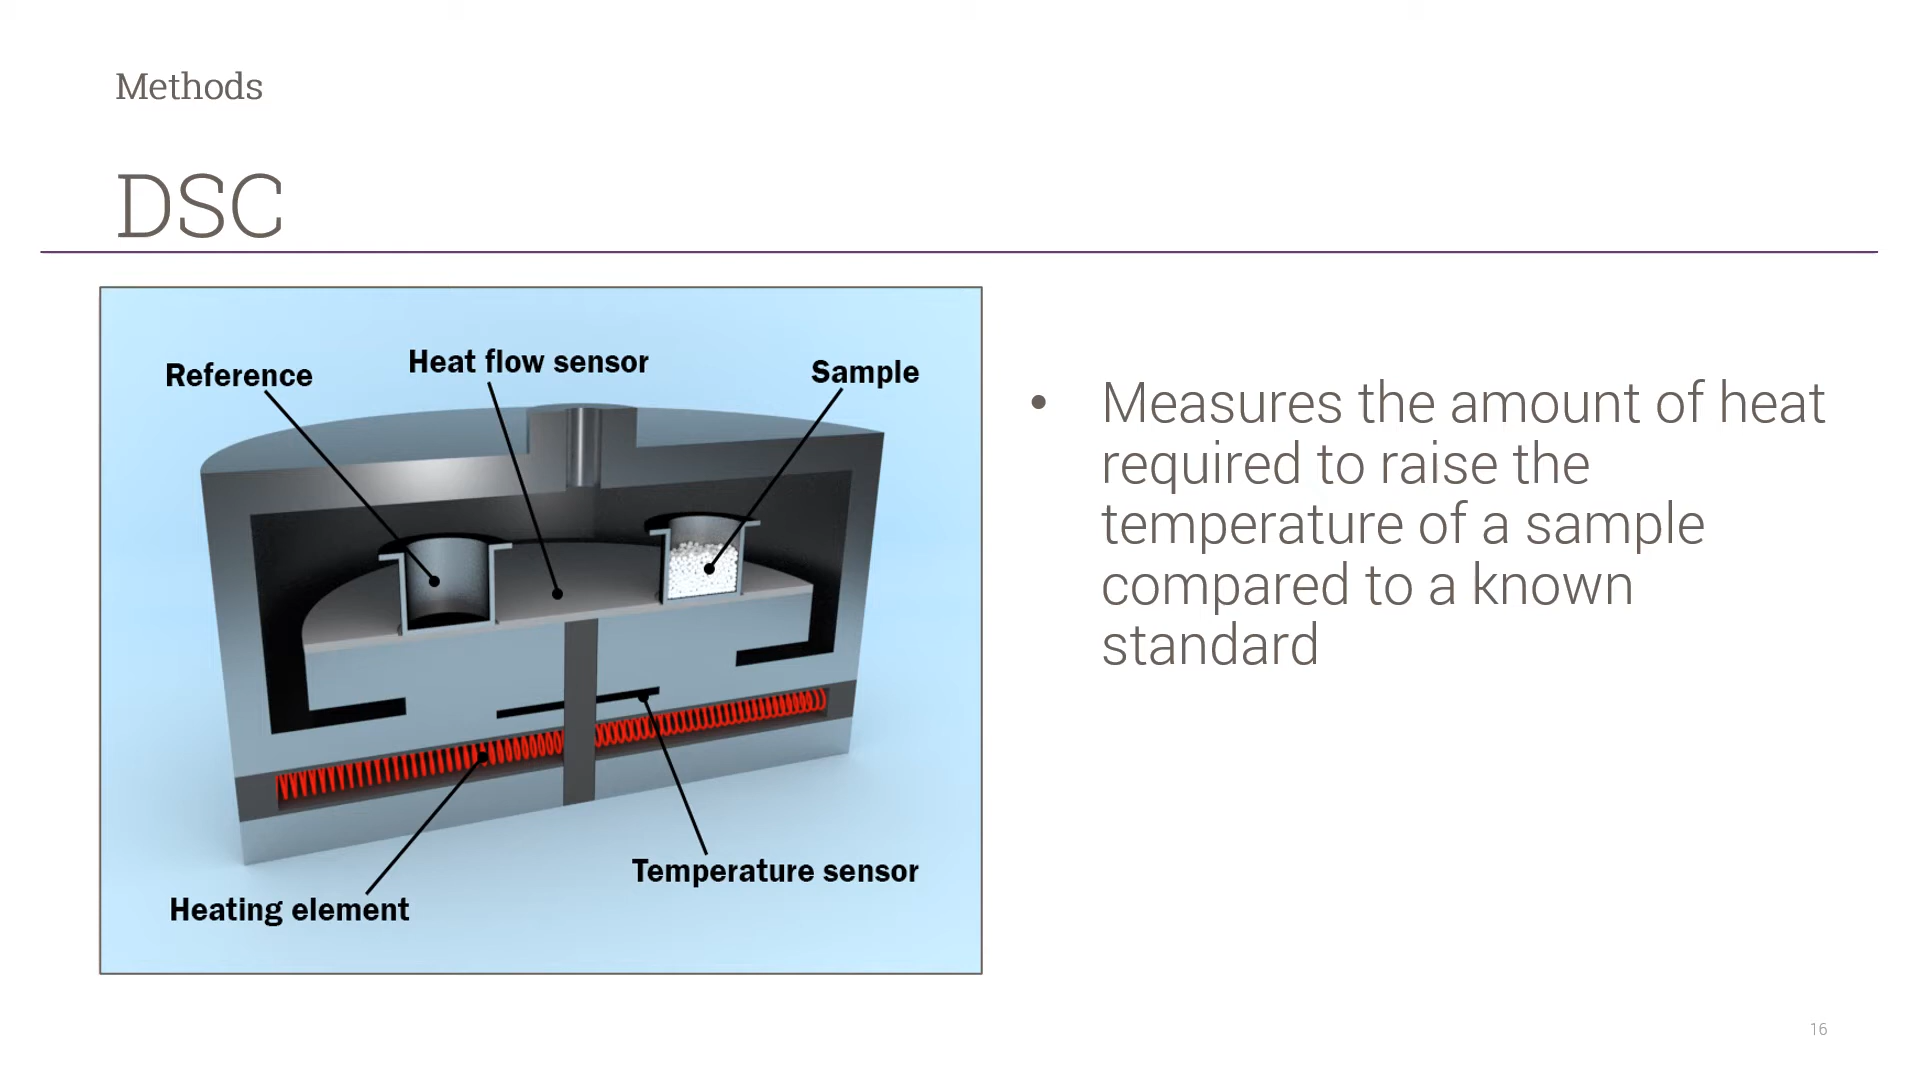 Methods
DSC
Reference
Heat flow sensor
Sample
Heating element
Temperature sensor
• Measures the amount of heat
required to raise the
temperature of a sample
compared to a known
standard
16